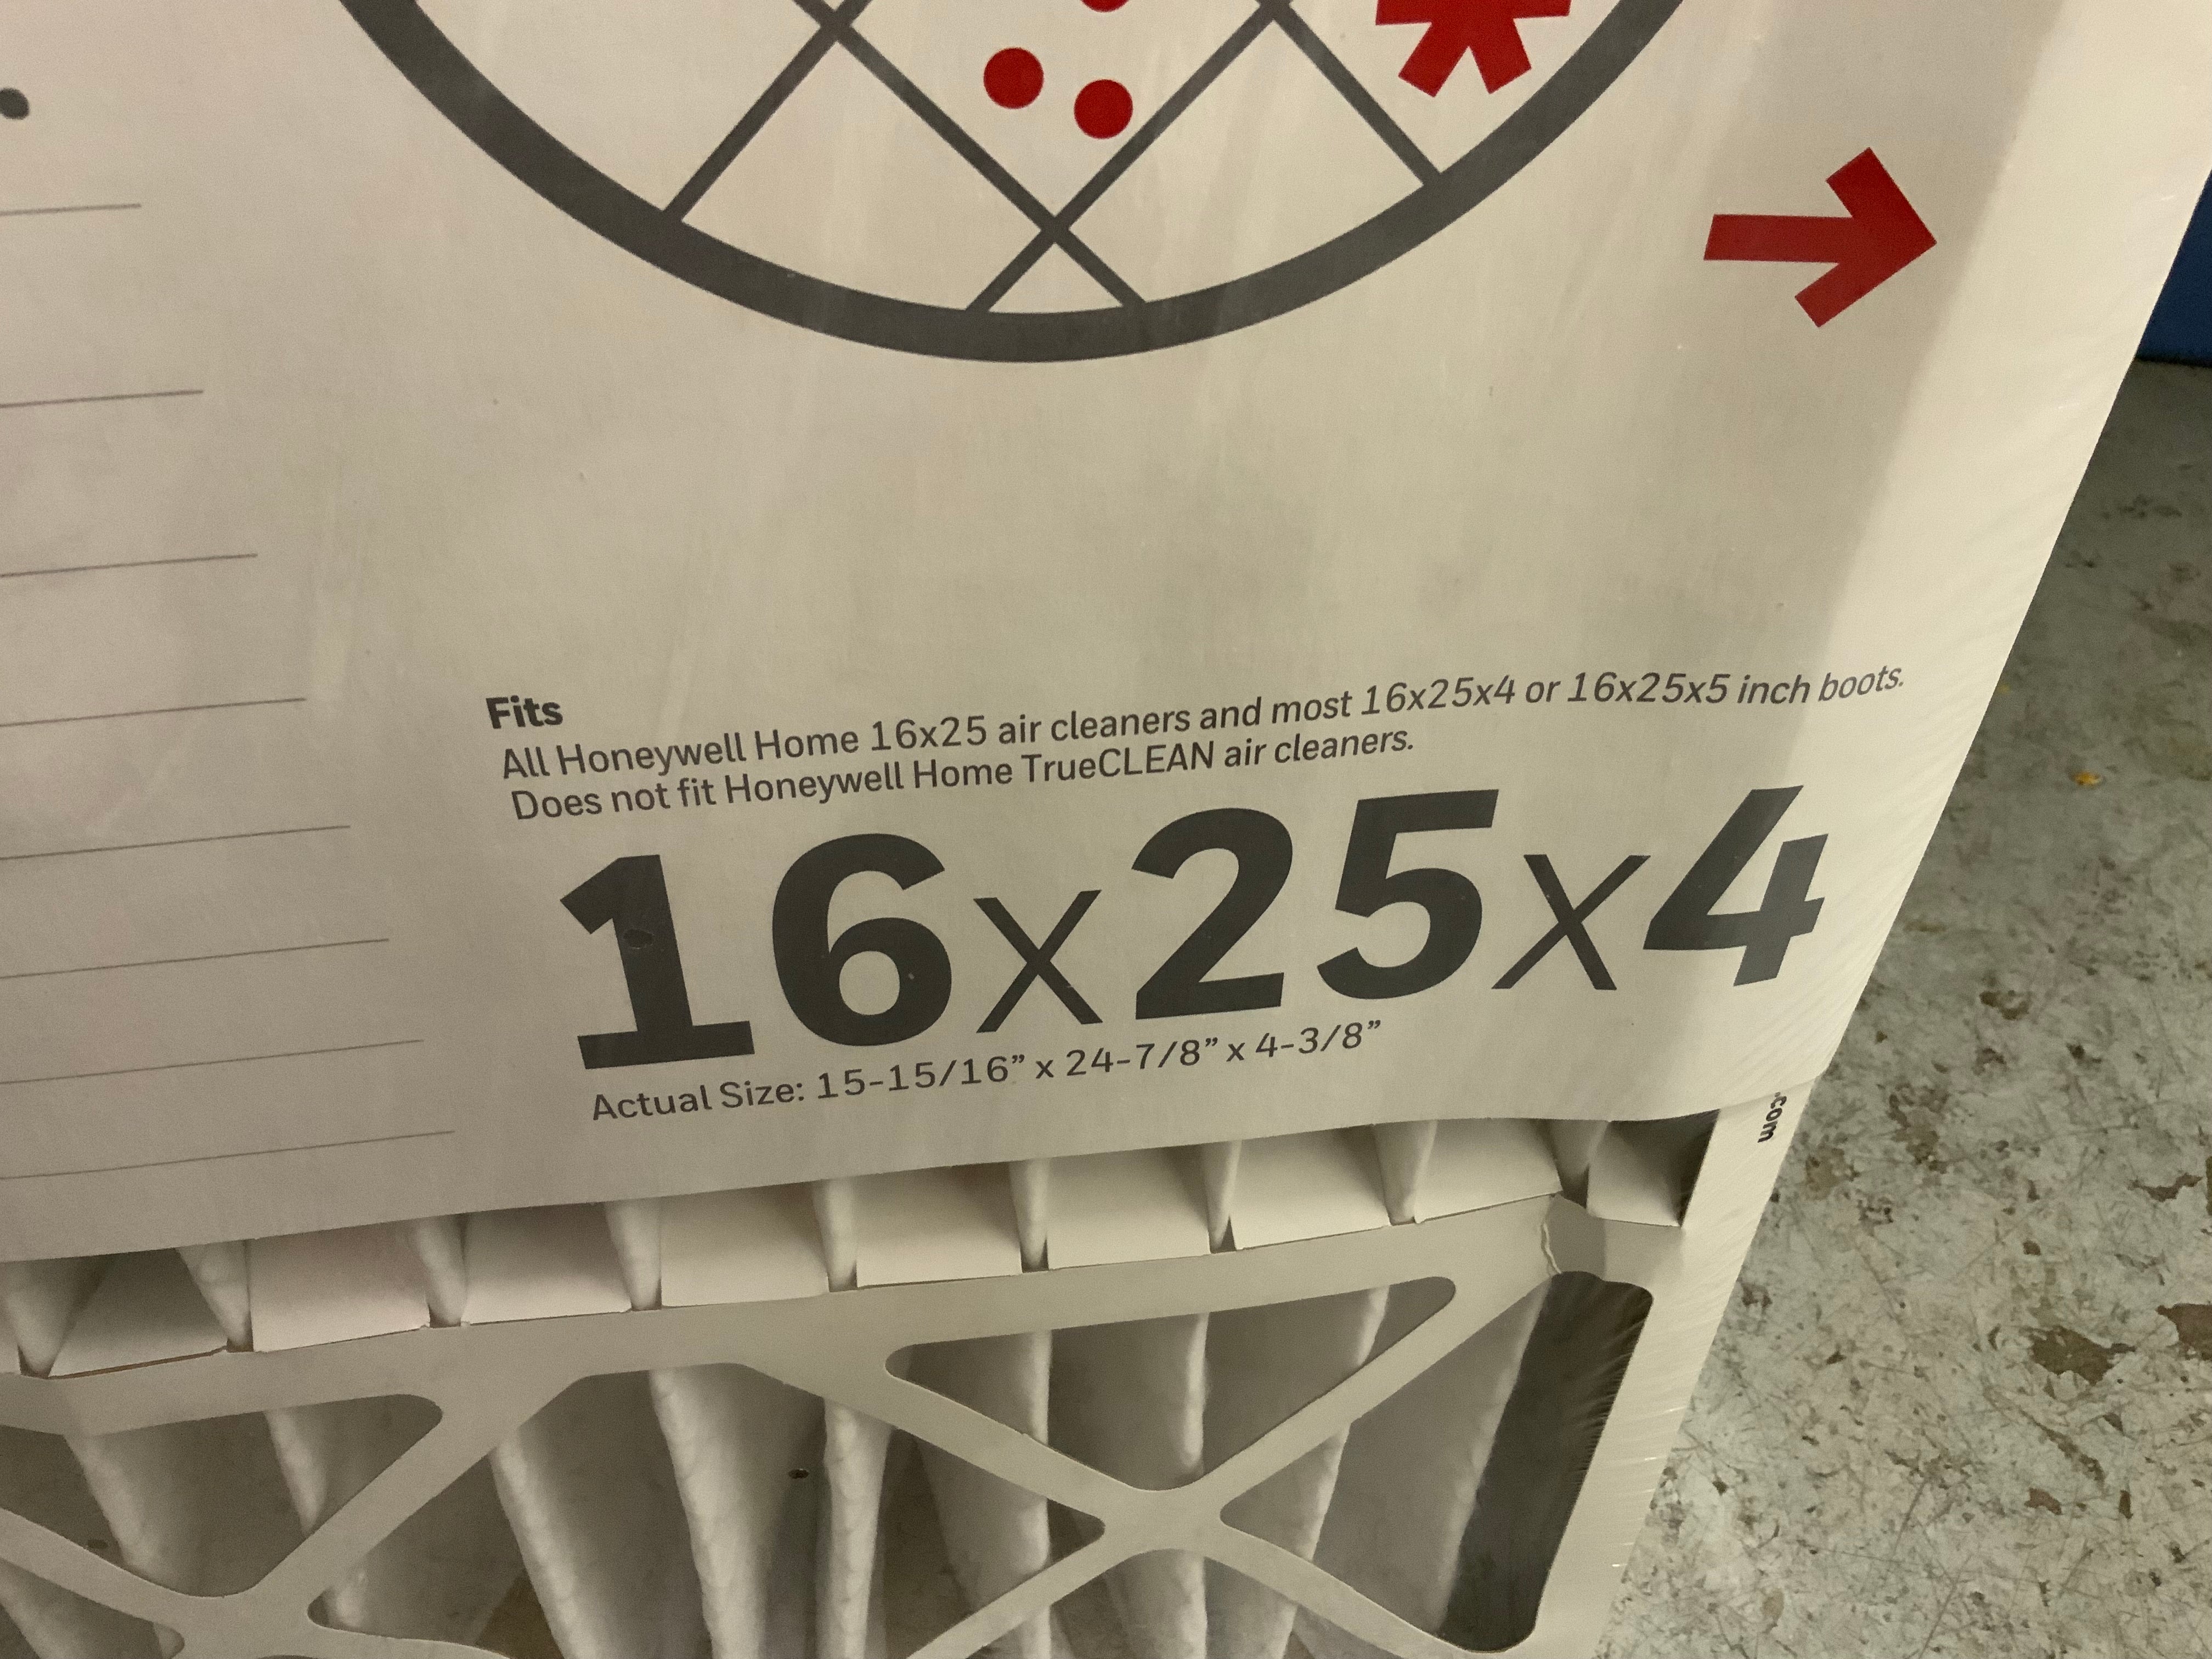 Fits
All Honeywell Home 16x25 air cleaners and most 16x25x4 or 16x25x5 inch boots.
Does not fit Honeywell Home TrueCLEAN air cleaners.
16x25x4
Actual Size: 15-15/16” x 24-7/8” x 4-3/8”
.com